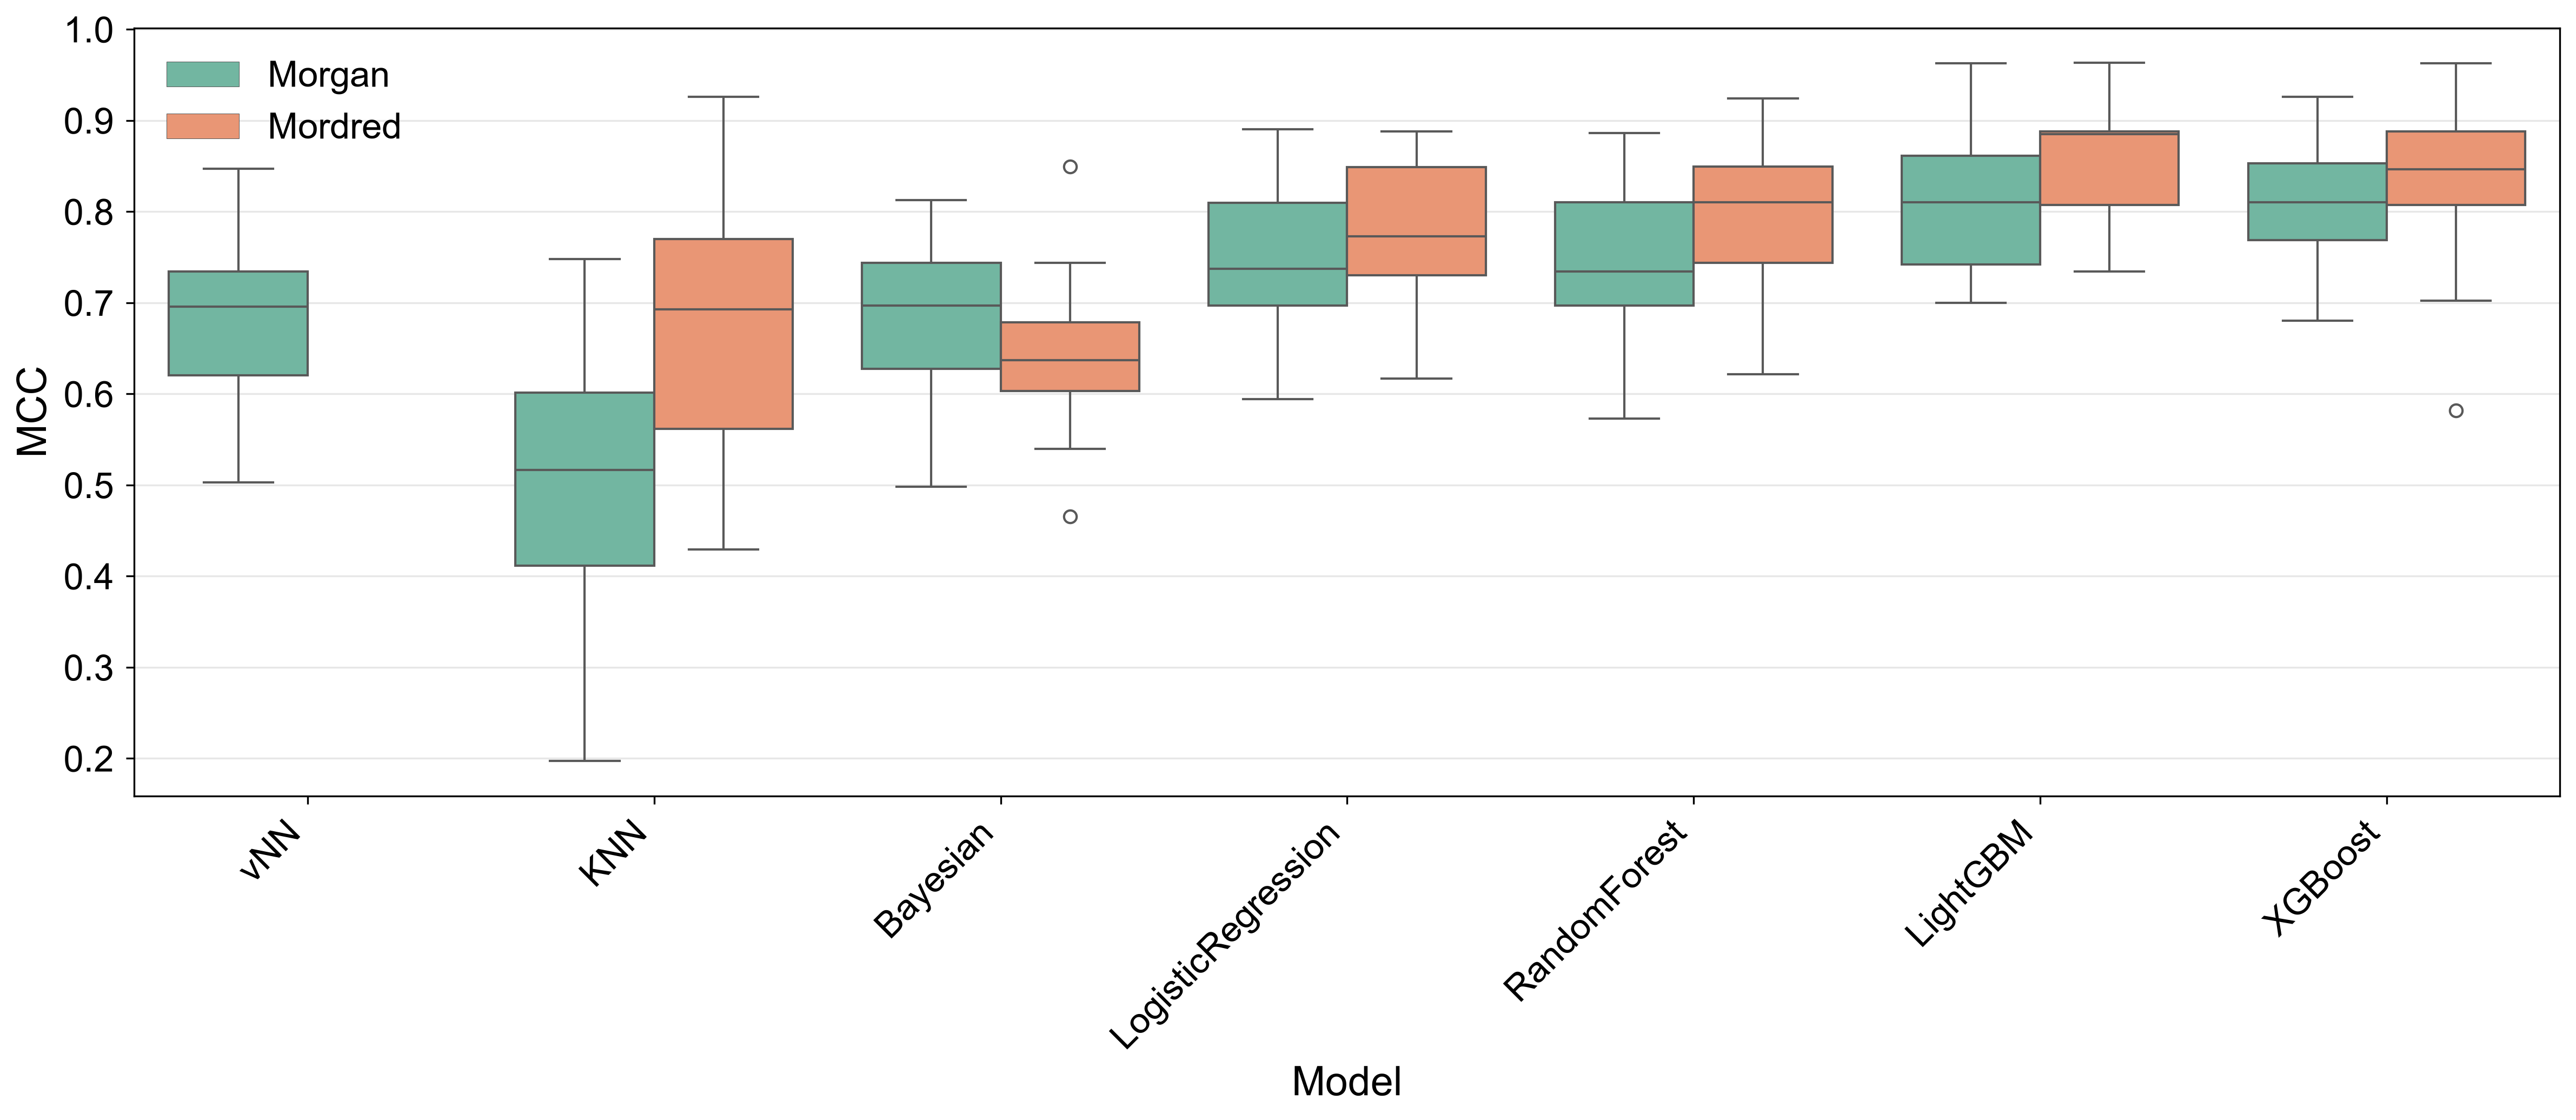 1.0
0.9
0.8
0.7
0.6
0.5
0.4
0.3
0.2
MCC
Morgan
Mordred
vNN
KNN
Bayesian
LogisticRegression
RandomForest
LightGBM
XGBoost
Model